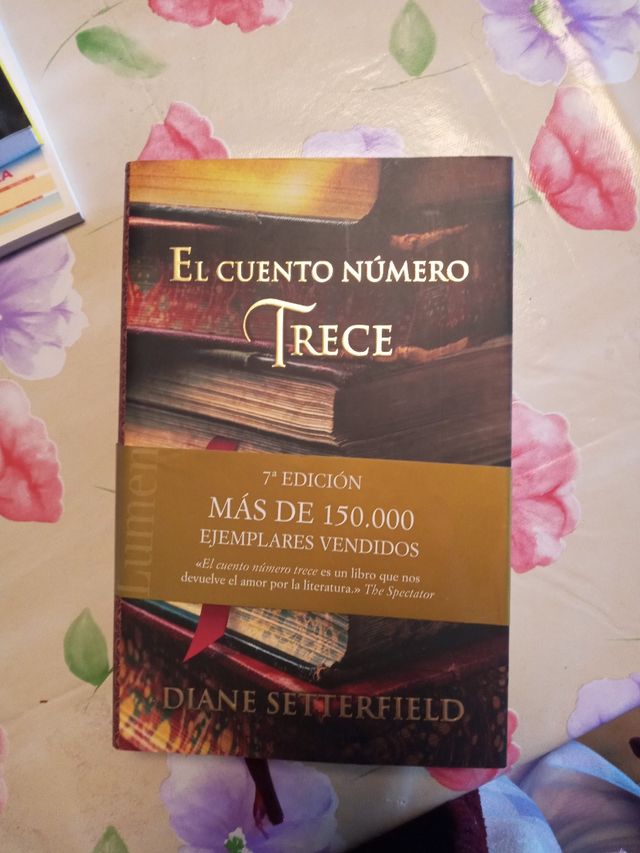 EL CUENTO NÚMERO
TRECE
Lumen
7ª EDICIÓN
MÁS DE 150.000
EJEMPLARES VENDIDOS
«El cuento número trece es un libro que nos
devuelve el amor por la literatura.» The Spectator
DIANE SETTERFIELD